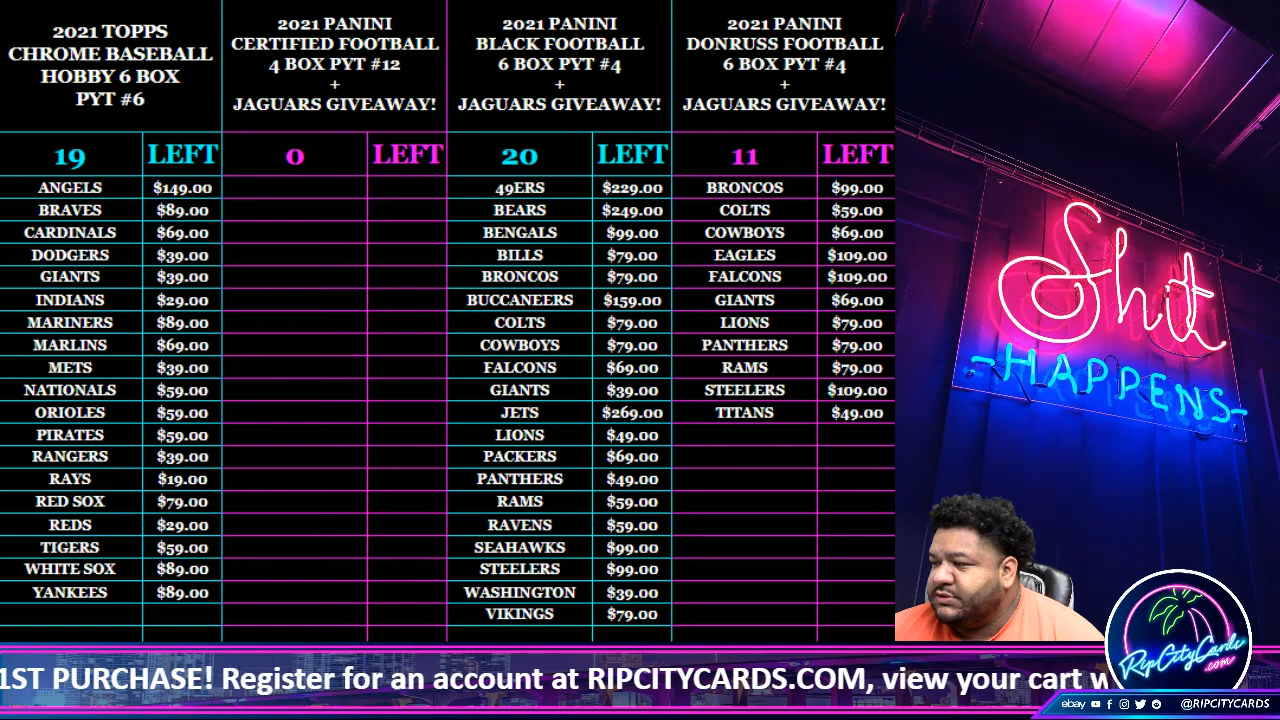 2021 TOPPS
CHROME BASEBALL
HOBBY 6 BOX
PYT #6
19 LEFT
ANGELS $149.00
BRAVES $89.00
CARDINALS $69.00
DODGERS $39.00
GIANTS $39.00
INDIANS $29.00
MARINERS $89.00
MARLINS $69.00
METS $39.00
NATIONALS $59.00
ORIOLES $59.00
PIRATES $59.00
RANGERS $39.00
RAYS $19.00
RED SOX $79.00
REDS $29.00
TIGERS $59.00
WHITE SOX $89.00
YANKEES $89.00
2021 PANINI
CERTIFIED FOOTBALL
4 BOX PYT #12
+
JAGUARS GIVEAWAY!
0 LEFT
2021 PANINI
BLACK FOOTBALL
6 BOX PYT #4
+
JAGUARS GIVEAWAY!
20 LEFT
49ERS $229.00
BEARS $249.00
BENGALS $99.00
BILLS $79.00
BRONCOS $79.00
BUCCANEERS $159.00
COLTS $79.00
COWBOYS $79.00
FALCONS $69.00
GIANTS $39.00
JETS $269.00
LIONS $49.00
PACKERS $69.00
PANTHERS $49.00
RAMS $59.00
RAVENS $59.00
SEAHAWKS $99.00
STEELERS $99.00
WASHINGTON $39.00
VIKINGS $79.00
2021 PANINI
DONRUSS FOOTBALL
6 BOX PYT #4
+
JAGUARS GIVEAWAY!
11 LEFT
BRONCOS $99.00
COLTS $59.00
COWBOYS $69.00
EAGLES $109.00
FALCONS $109.00
GIANTS $69.00
LIONS $79.00
PANTHERS $79.00
RAMS $79.00
STEELERS $109.00
TITANS $49.00
Shit
-HAPPENS-
RipCityCards
.com
1ST PURCHASE! Register for an account at RIPCITYCARDS.COM, view your cart w
ebay @RIPCITYCARDS